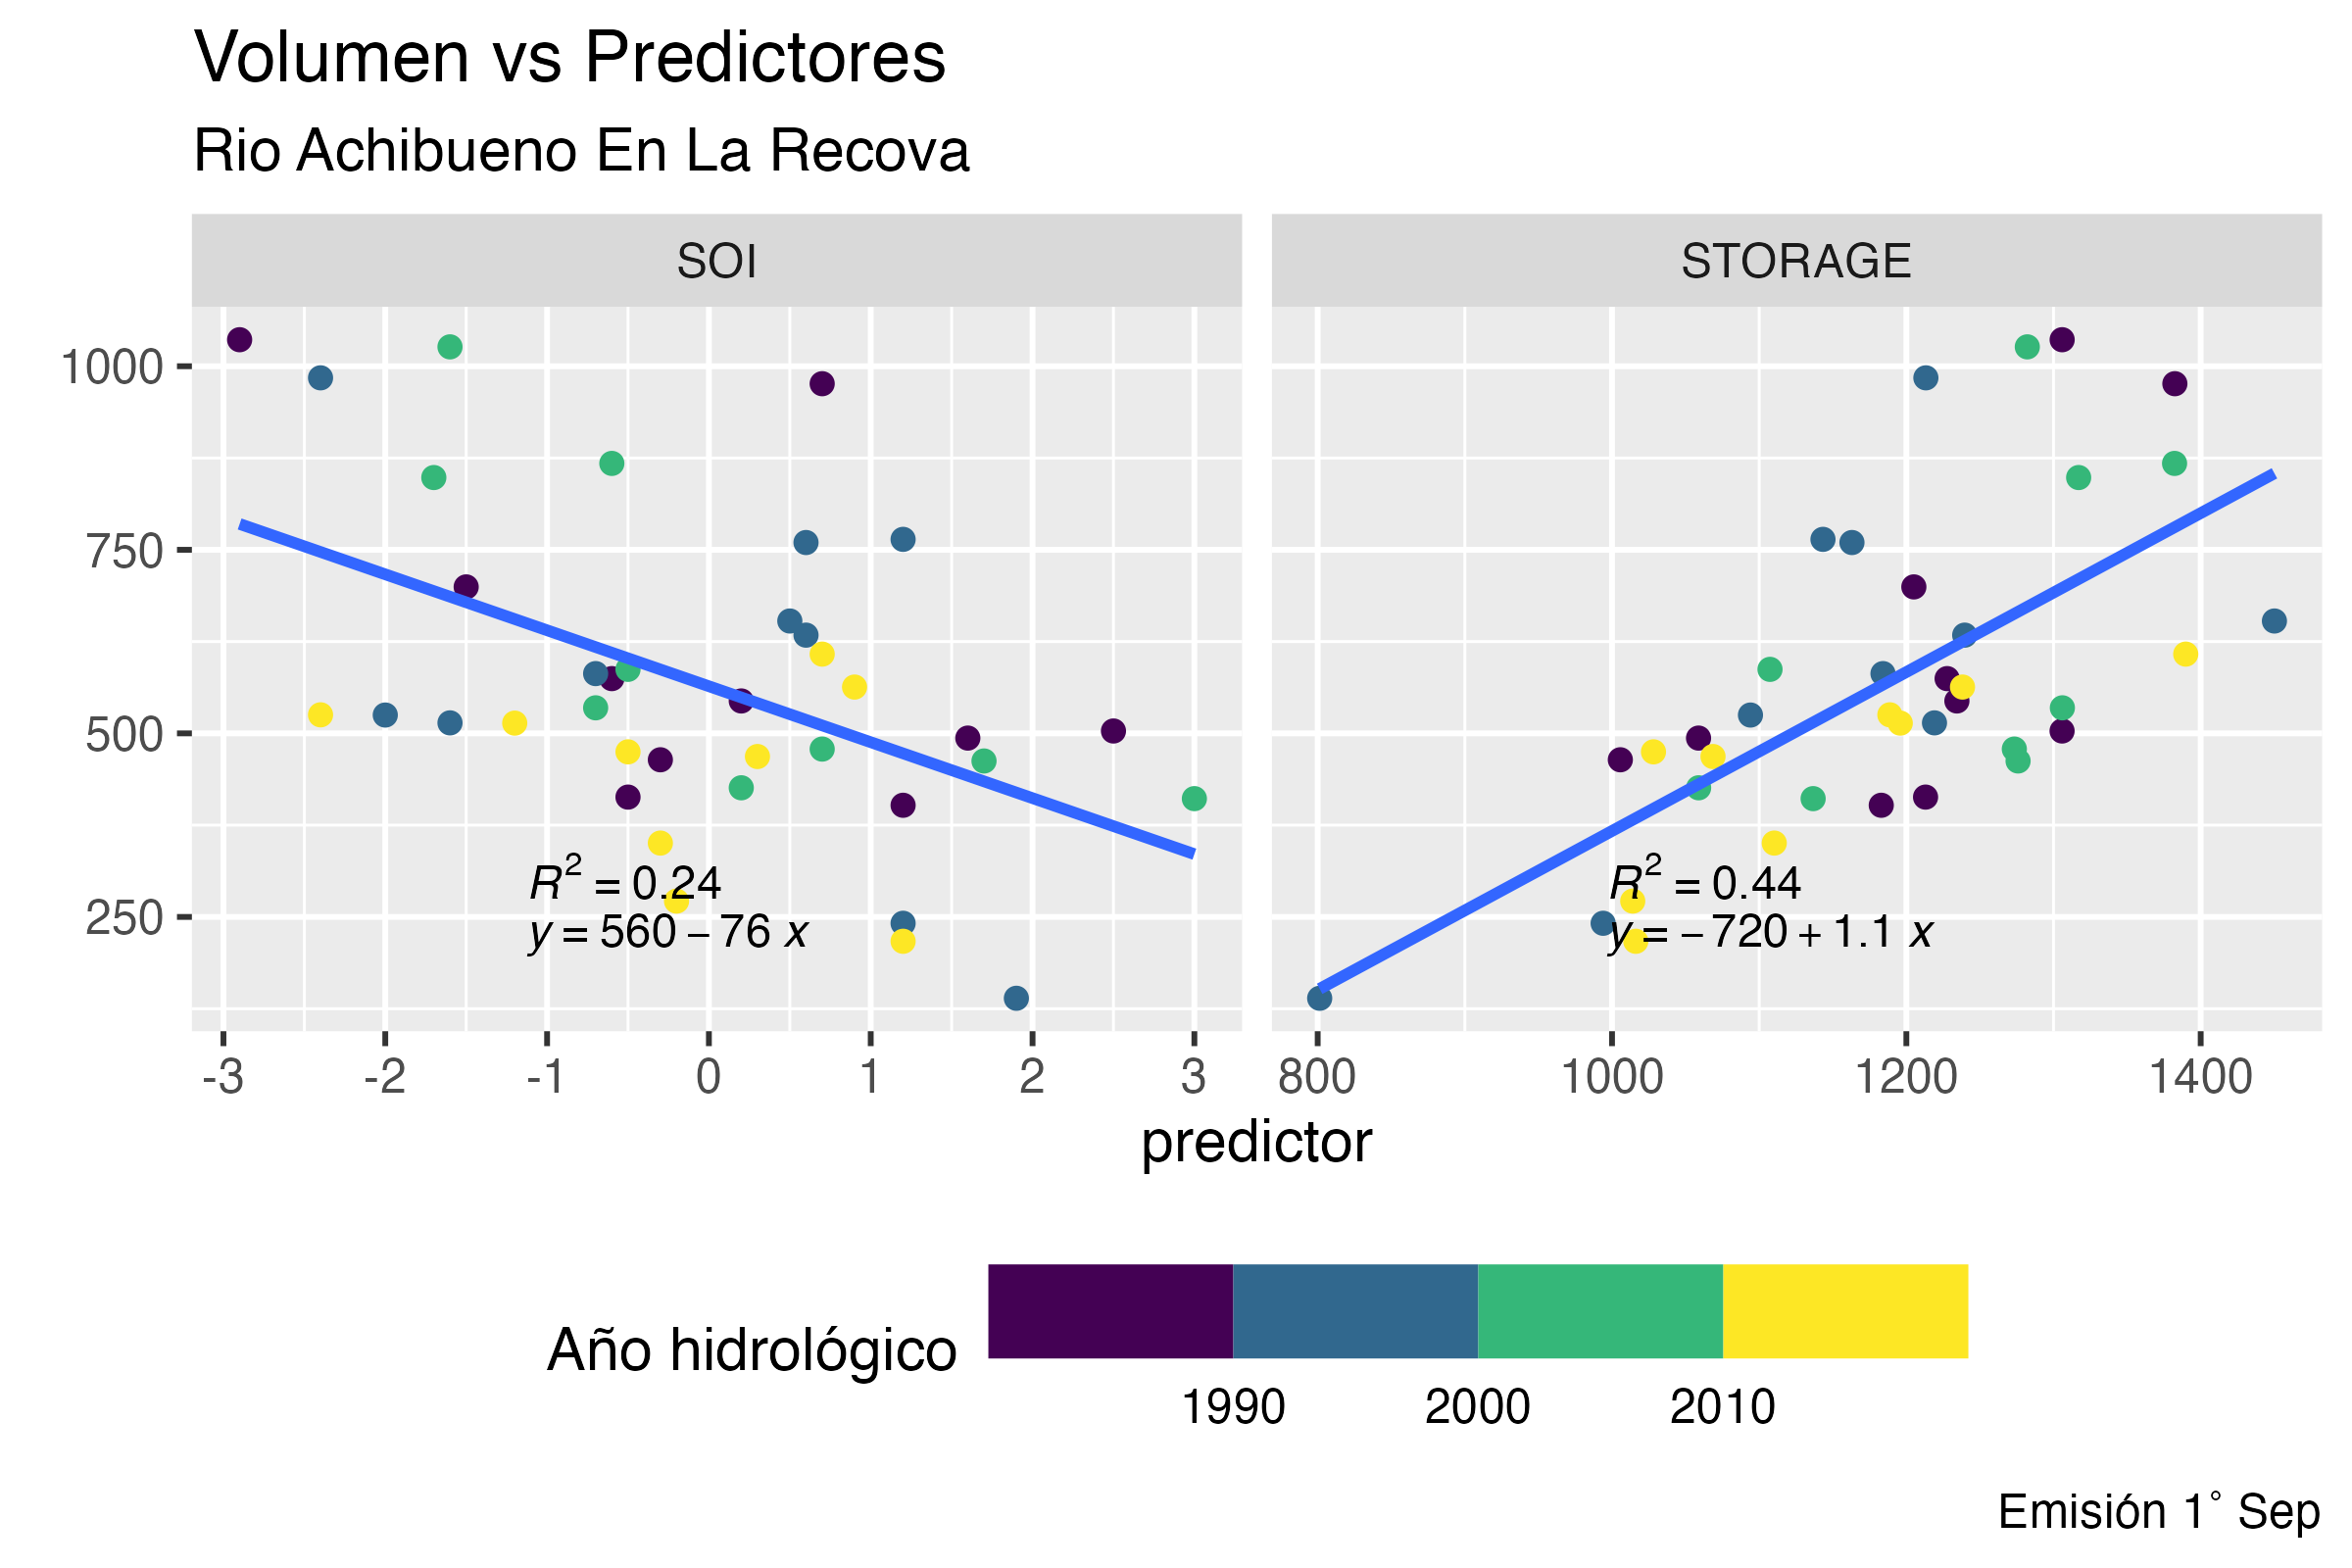 Volumen vs Predictores
Rio Achibueno En La Recova
SOI STORAGE
1000
750
500
250
R² = 0.24
y = 560 − 76 x
R² = 0.44
y = − 720 + 1.1 x
-3 -2 -1 0 1 2 3 800 1000 1200 1400
predictor
Año hidrológico
1990 2000 2010
Emisión 1° Sep